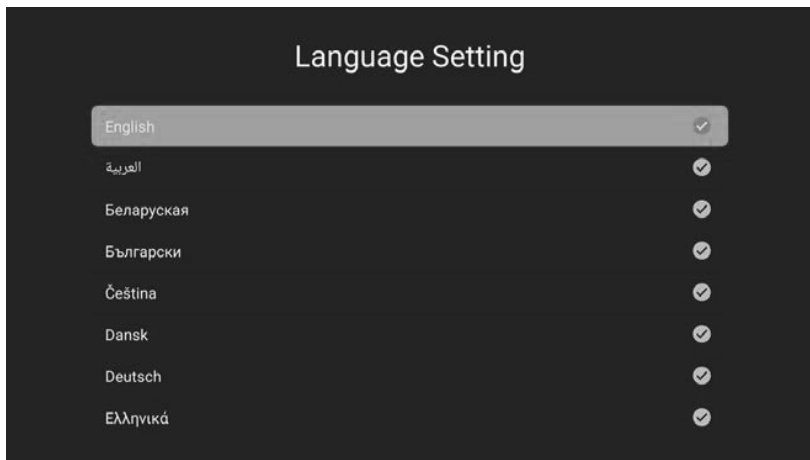 Language Setting
English
العربية
Беларуская
Български
Čeština
Dansk
Deutsch
Ελληνικά